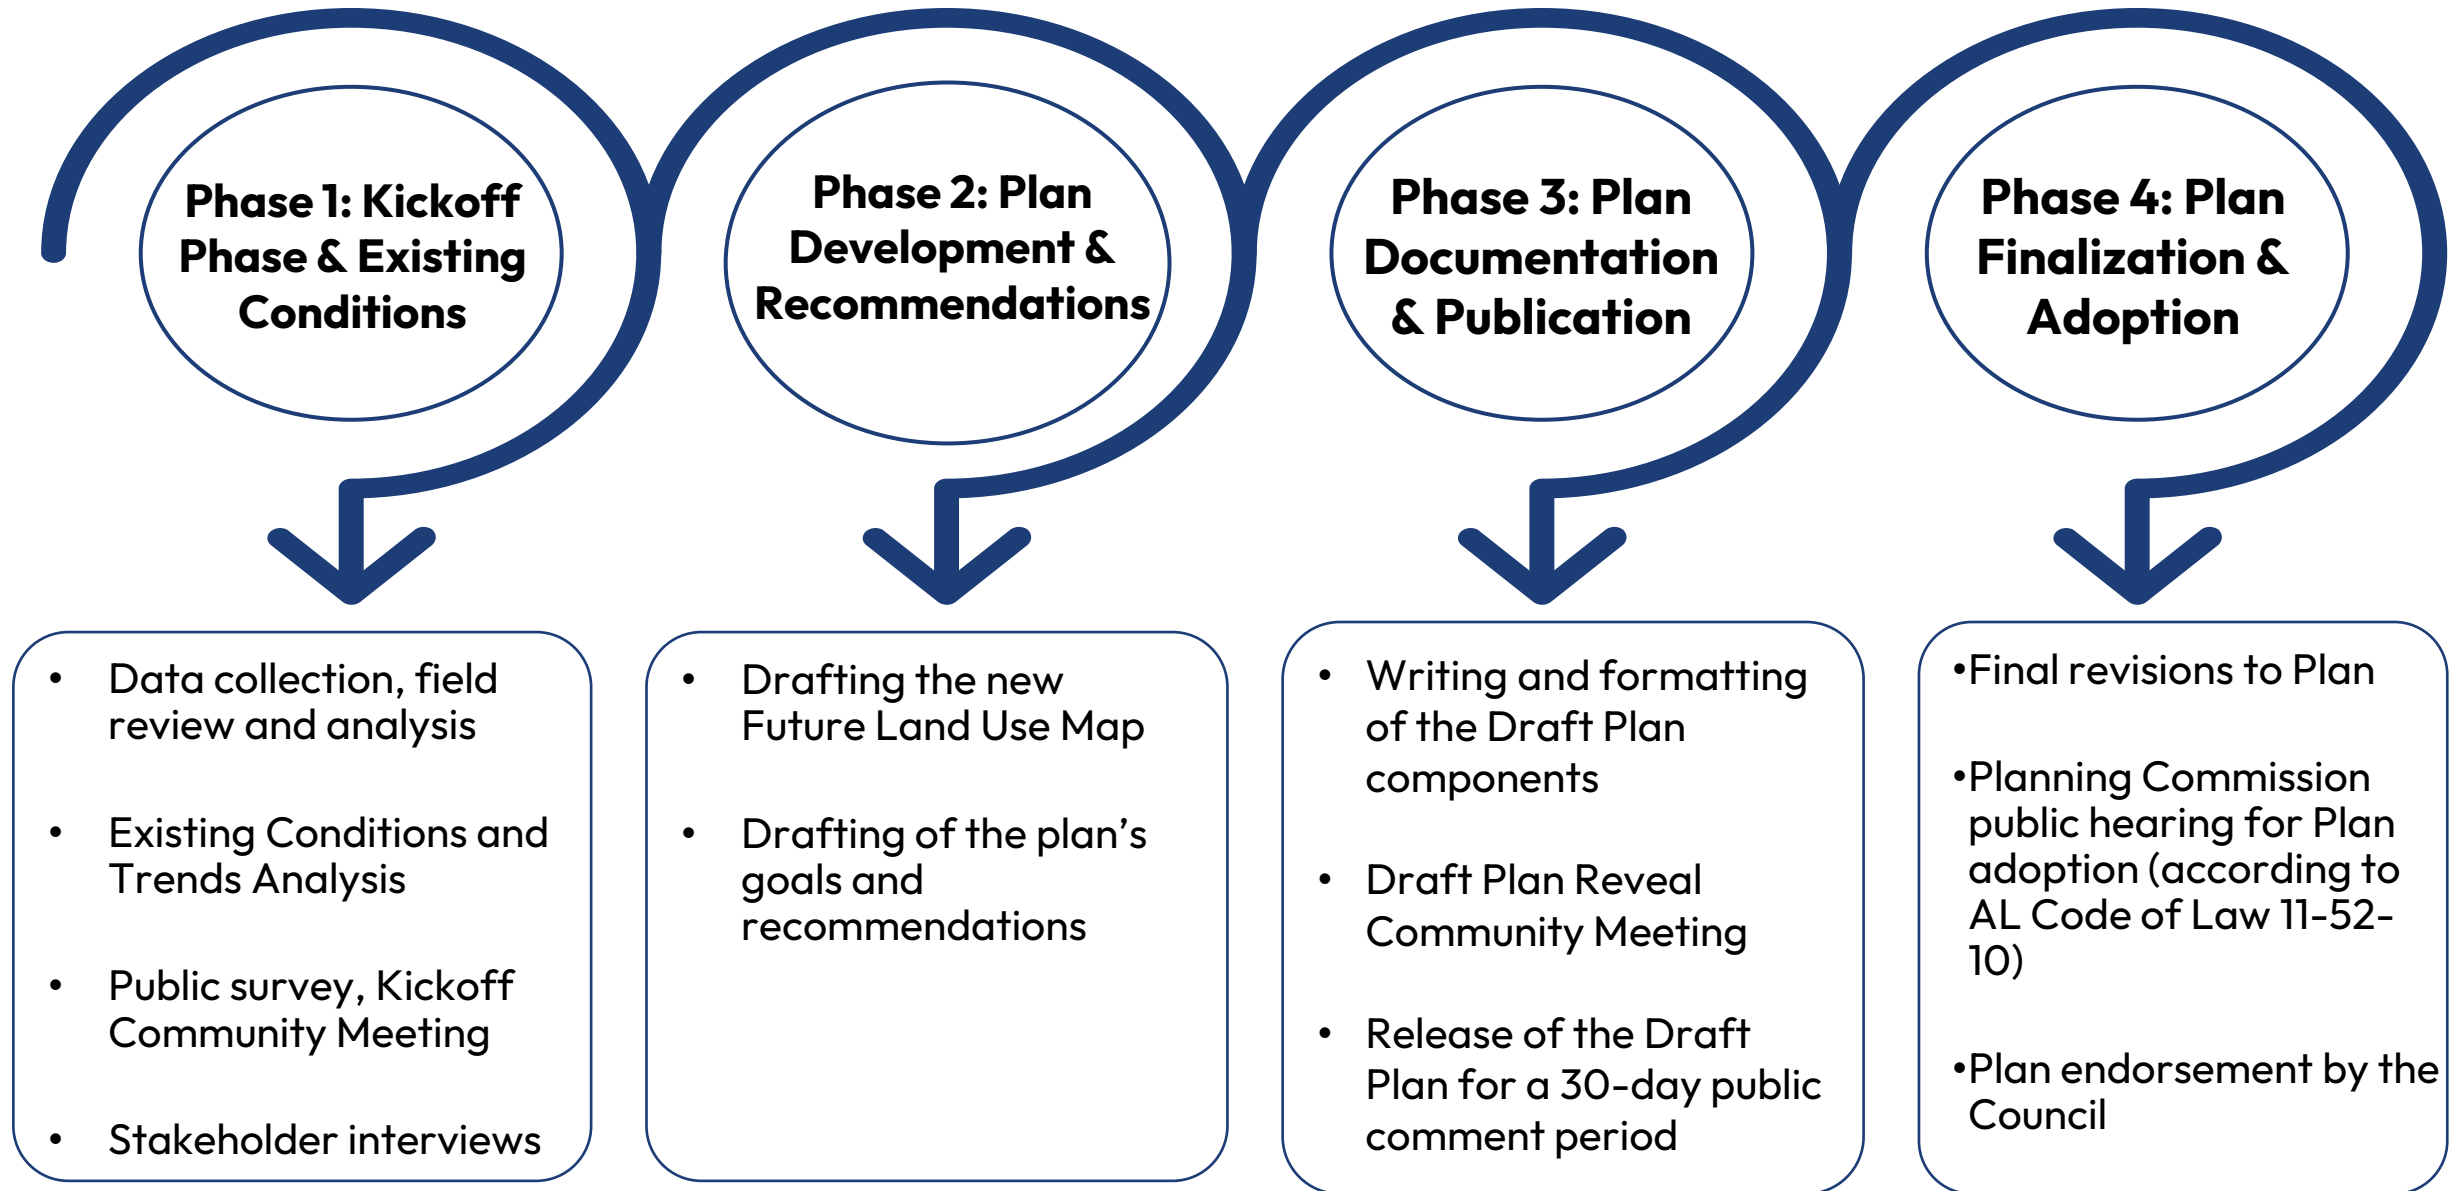 Phase 1: Kickoff
Phase & Existing
Conditions
Phase 2: Plan
Development &
Recommendations
Phase 3: Plan
Documentation
& Publication
Phase 4: Plan
Finalization &
Adoption
• Data collection, field
review and analysis
• Existing Conditions and
Trends Analysis
• Public survey, Kickoff
Community Meeting
• Stakeholder interviews
• Drafting the new
Future Land Use Map
• Drafting of the plan’s
goals and
recommendations
• Writing and formatting
of the Draft Plan
components
• Draft Plan Reveal
Community Meeting
• Release of the Draft
Plan for a 30-day public
comment period
•Final revisions to Plan
•Planning Commission
public hearing for Plan
adoption (according to
AL Code of Law 11-52-
10)
•Plan endorsement by the
Council